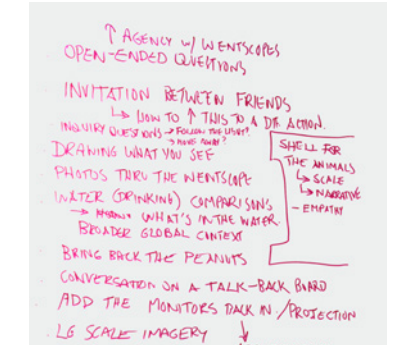 ↑ AGENCY W/ WENTSCOPES
OPEN-ENDED QUESTIONS
INVITATION BETWEEN FRIENDS
↳ HOW TO ↑ THIS TO A DIR. ACTION.
INQUIRY QUESTIONS → FOLLOW THE LIGHT?
→ MOVE AWAY?
DRAWING WHAT YOU SEE
PHOTOS THRU THE WENTSCOPE
WATER (DRINKING) COMPARISONS
→ WHAT'S IN THE WATER.
BROADER GLOBAL CONTEXT
BRING BACK THE PEANUTS
CONVERSATION ON A TALK-BACK BOARD
ADD THE MONITORS BACK IN./PROJECTION
LG SCALE IMAGERY ↓
SHELL FOR
THE ANIMALS
↳ SCALE
↳ NARRATIVE
– EMPATHY